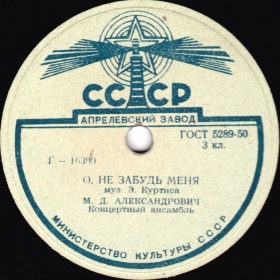 СССР
АПРЕЛЕВСКИЙ ЗАВОД
ГОСТ 5289-50
3 кл.
О, НЕ ЗАБУДЬ МЕНЯ
муз. Э. Куртиса
М. Д. АЛЕКСАНДРОВИЧ
Концертный ансамбль
МИНИСТЕРСТВО КУЛЬТУРЫ СССР